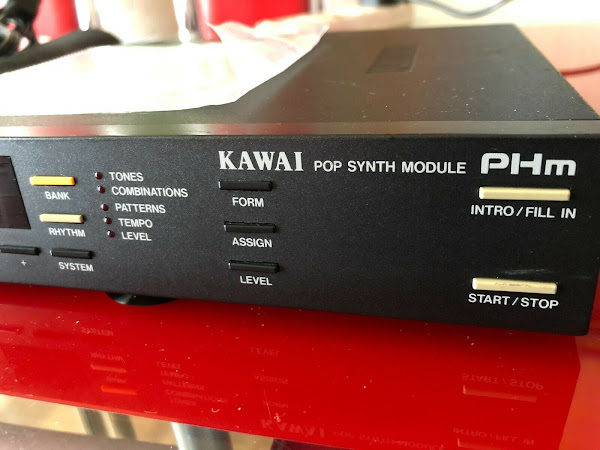 KAWAI POP SYNTH MODULE PHm
BANK
RHYTHM
+
SYSTEM
TONES
COMBINATIONS
PATTERNS
TEMPO
LEVEL
FORM
ASSIGN
LEVEL
INTRO/FILL IN
START/STOP